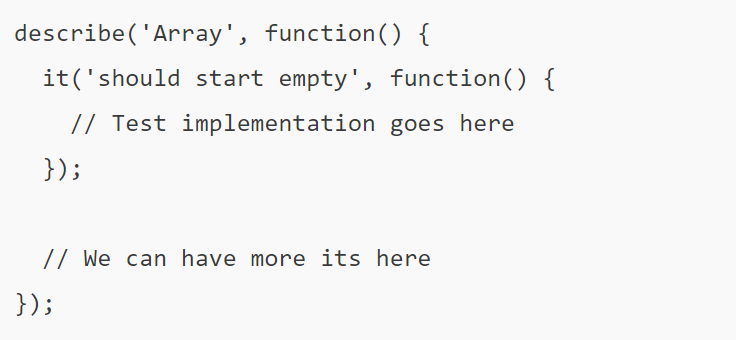 describe('Array', function() {
  it('should start empty', function() {
    // Test implementation goes here
  });

  // We can have more its here
});